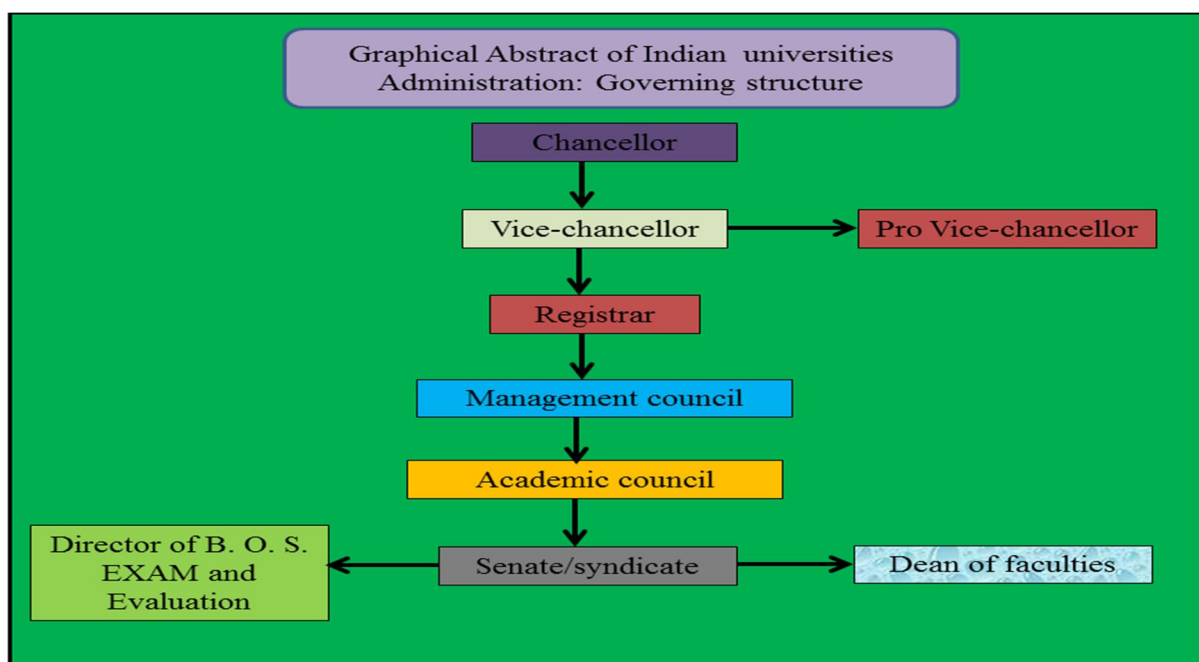 Graphical Abstract of Indian universities
Administration: Governing structure
Chancellor
Vice-chancellor
Pro Vice-chancellor
Registrar
Management council
Academic council
Director of B. O. S.
EXAM and
Evaluation
Senate/syndicate
Dean of faculties